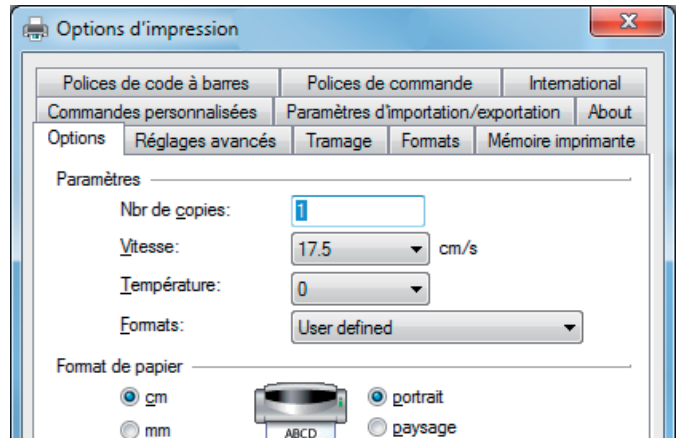 Options d'impression
Polices de code à barres Polices de commande International
Commandes personnalisées Paramètres d'importation/exportation About
Options Réglages avancés Tramage Formats Mémoire imprimante
Paramètres
Nbr de copies: 1
Vitesse: 17.5 cm/s
Température: 0
Formats: User defined
Format de papier
cm portrait
mm ABCD paysage